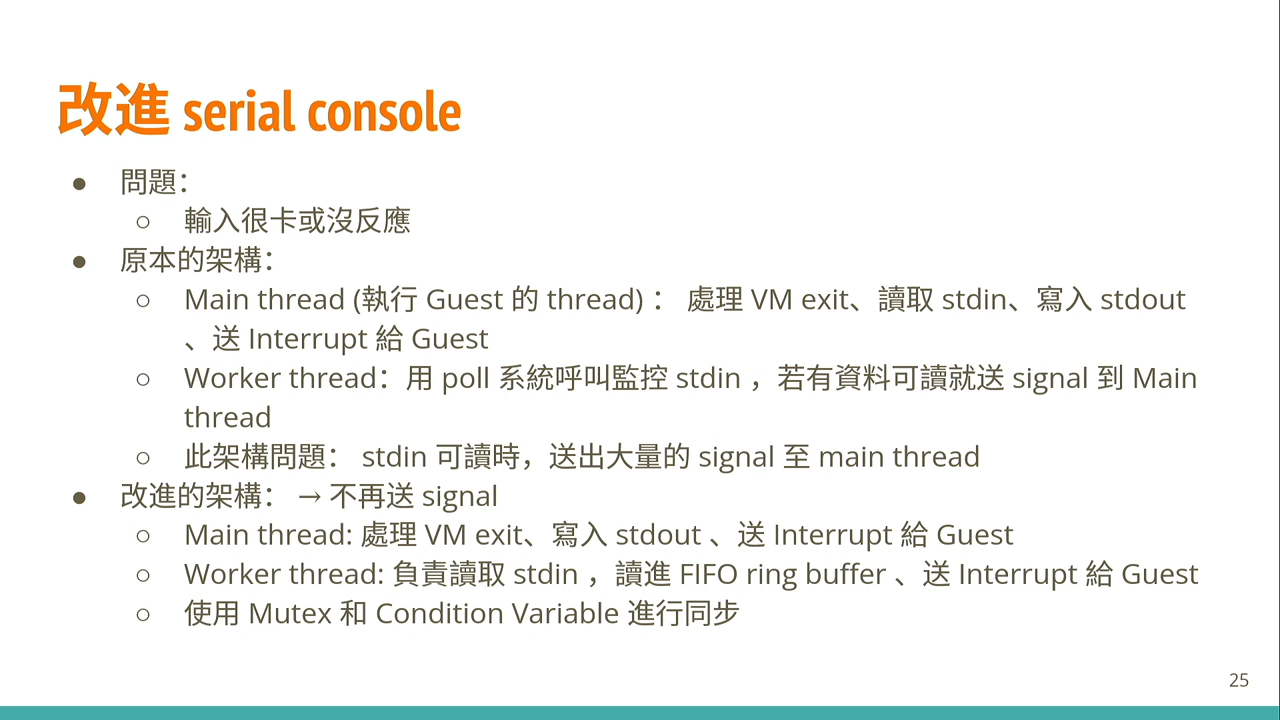 改進 serial console
● 問題：
○ 輸入很卡或沒反應
● 原本的架構：
○ Main thread (執行 Guest 的 thread) ： 處理 VM exit、讀取 stdin、寫入 stdout
、送 Interrupt 給 Guest
○ Worker thread：用 poll 系統呼叫監控 stdin ，若有資料可讀就送 signal 到 Main
thread
○ 此架構問題： stdin 可讀時，送出大量的 signal 至 main thread
● 改進的架構： → 不再送 signal
○ Main thread: 處理 VM exit、寫入 stdout 、送 Interrupt 給 Guest
○ Worker thread: 負責讀取 stdin ，讀進 FIFO ring buffer 、送 Interrupt 給 Guest
○ 使用 Mutex 和 Condition Variable 進行同步
25